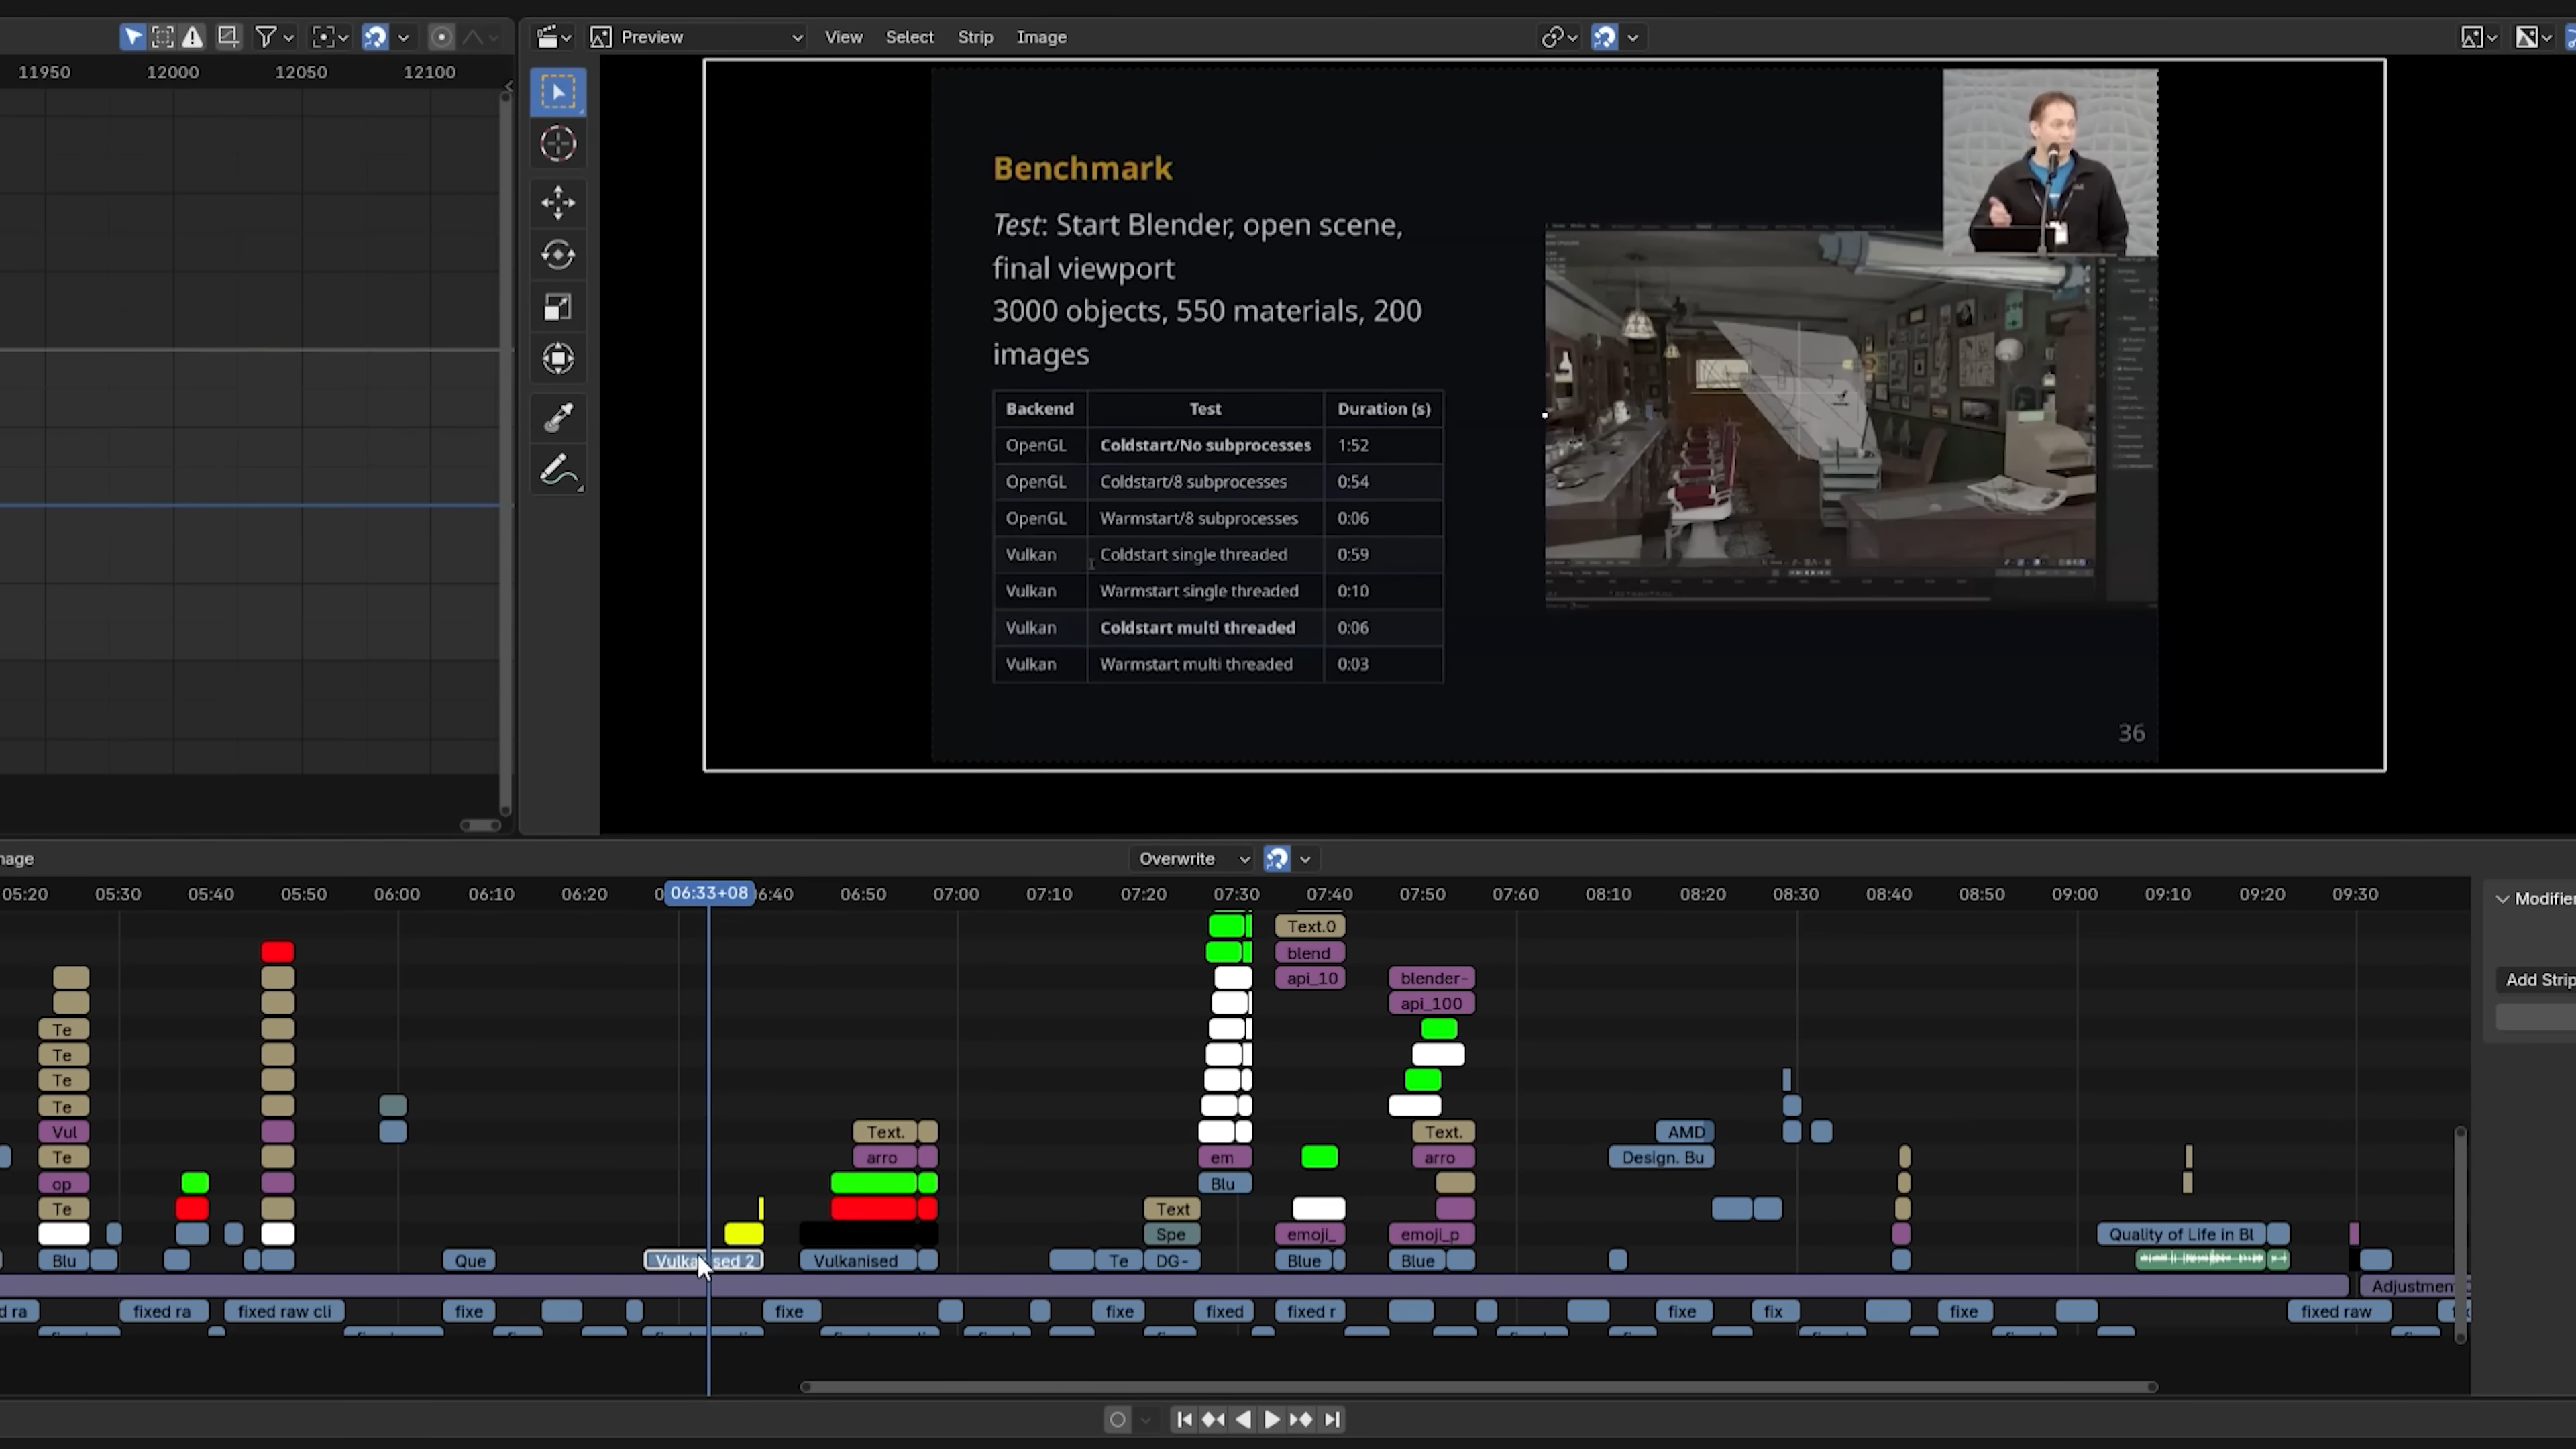 11950 12000 12050 12100
Preview View Select Strip Image
Benchmark
Test: Start Blender, open scene,
final viewport
3000 objects, 550 materials, 200
images
Backend Test Duration (s)
OpenGL Coldstart/No subprocesses 1:52
OpenGL Coldstart/8 subprocesses 0:54
OpenGL Warmstart/8 subprocesses 0:06
Vulkan Coldstart single threaded 0:59
Vulkan Warmstart single threaded 0:10
Vulkan Coldstart multi threaded 0:06
Vulkan Warmstart multi threaded 0:03
36
mage Overwrite
05:20 05:30 05:40 05:50 06:00 06:10 06:20 06:33+08 06:50 07:00 07:10 07:20 07:30 07:40 07:50 07:60 08:10 08:20 08:30 08:40 08:50 09:00 09:10 09:20 09:30
Modifier
Text.0
blend
api_10 blender-
Add Strip
api_100
Te
Te
Te
Te
Vul Text. Text. AMD
Te arro em arro Design. Bu
op Blu
Te Text
Spe emoji_ emoji_p Quality of Life in Bl
Blu Que Vulkanised 2 Vulkanised Te DG- Blue Blue
Adjustment
d ra fixed ra fixed raw cli fixe fixe fixe fixed fixed r fixe fix fixe fixed raw